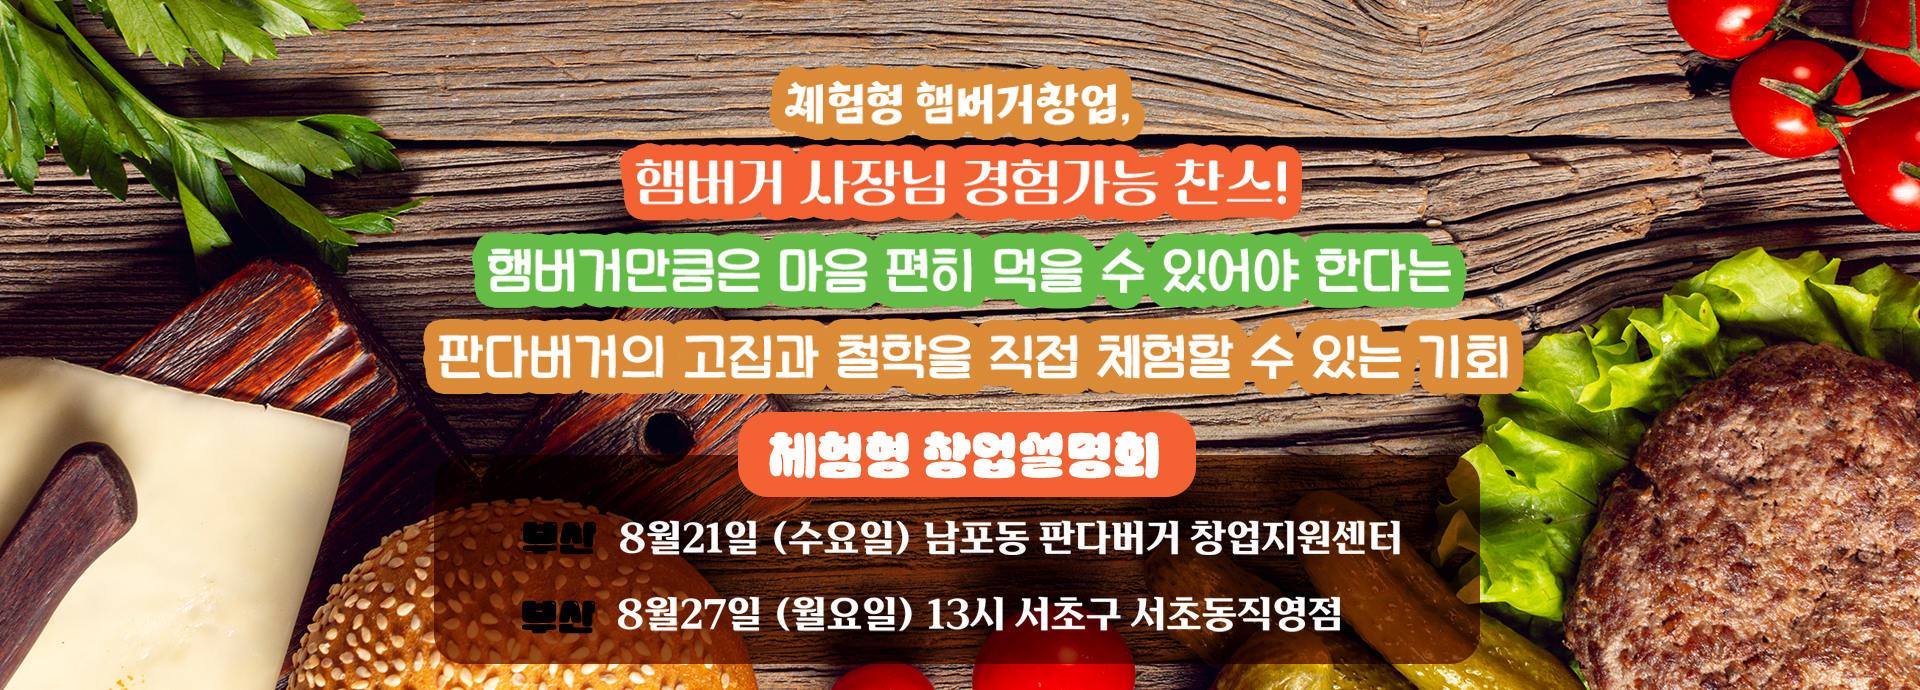 체험형 햄버거창업,
햄버거 사장님 경험가능 찬스!
햄버거만큼은 마음 편히 먹을 수 있어야 한다는
판다버거의 고집과 철학을 직접 체험할 수 있는 기회
체험형 창업설명회
부산 8월21일 (수요일) 남포동 판다버거 창업지원센터
부산 8월27일 (월요일) 13시 서초구 서초동직영점